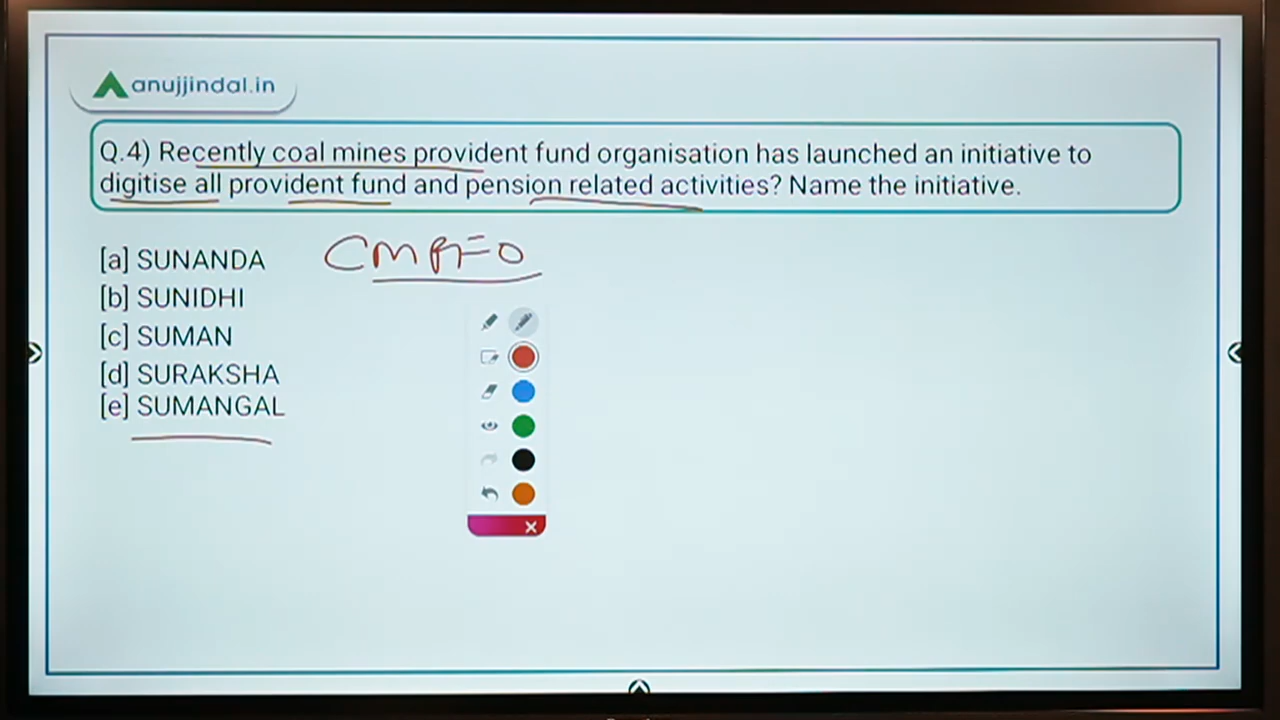 anujjindal.in
Q.4) Recently coal mines provident fund organisation has launched an initiative to
digitise all provident fund and pension related activities? Name the initiative.
[a] SUNANDA
CMPFO
[b] SUNIDHI
[c] SUMAN
[d] SURAKSHA
[e] SUMANGAL